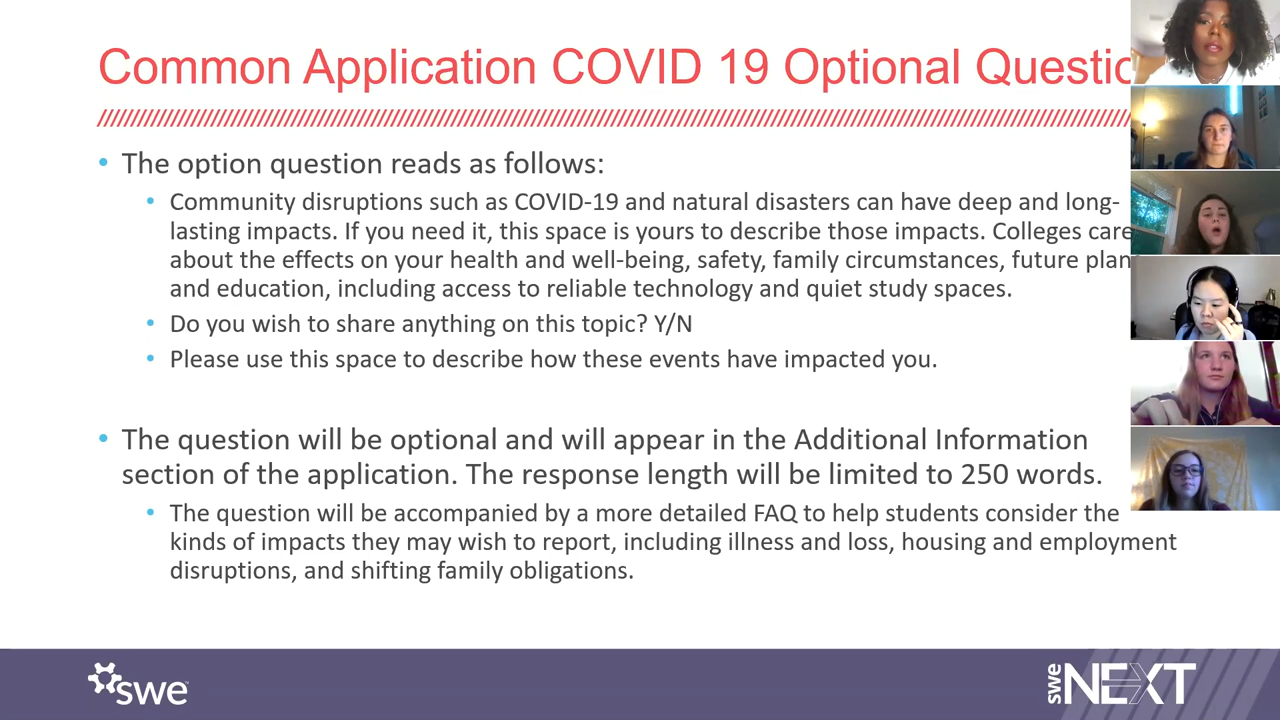 Common Application COVID 19 Optional Questic
The option question reads as follows:
Community disruptions such as COVID-19 and natural disasters can have deep and long-
lasting impacts. If you need it, this space is yours to describe those impacts. Colleges care
about the effects on your health and well-being, safety, family circumstances, future plan
and education, including access to reliable technology and quiet study spaces.
Do you wish to share anything on this topic? Y/N
Please use this space to describe how these events have impacted you.
The question will be optional and will appear in the Additional Information
section of the application. The response length will be limited to 250 words.
The question will be accompanied by a more detailed FAQ to help students consider the
kinds of impacts they may wish to report, including illness and loss, housing and employment
disruptions, and shifting family obligations.
swe
swe NEXT